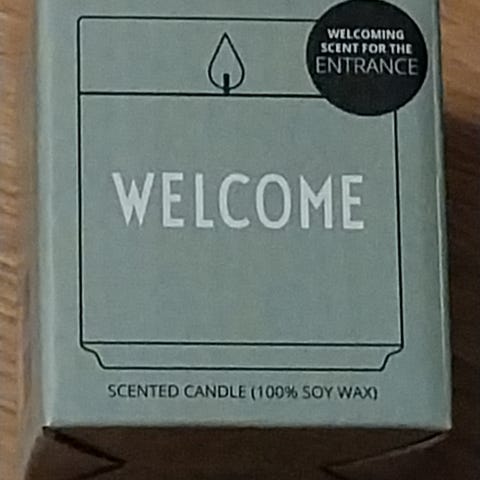 WELCOMING
SCENT FOR THE
ENTRANCE
WELCOME
SCENTED CANDLE (100% SOY WAX)